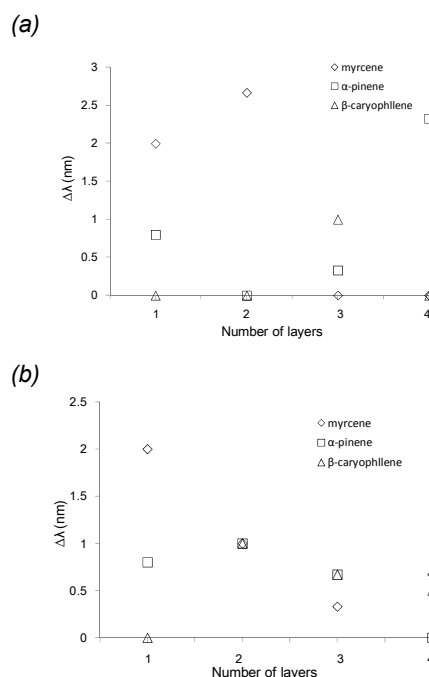 (a)
3
2.5
2
1.5
1
0.5
0
Δλ (nm)
myrcene
α-pinene
β-caryophllene
1 2 3 4
Number of layers
(b)
2.5
2
1.5
1
0.5
0
Δλ (nm)
myrcene
α-pinene
β-caryophllene
1 2 3 4
Number of layers